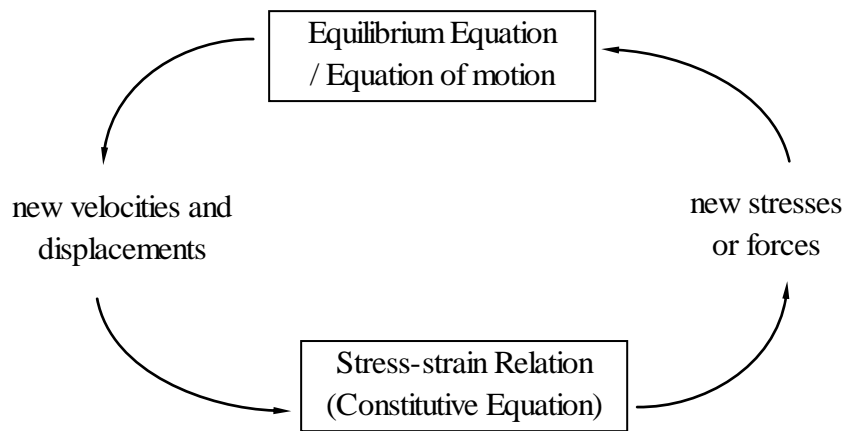 Equilibrium Equation
/ Equation of motion
new velocities and
displacements
new stresses
or forces
Stress-strain Relation
(Constitutive Equation)